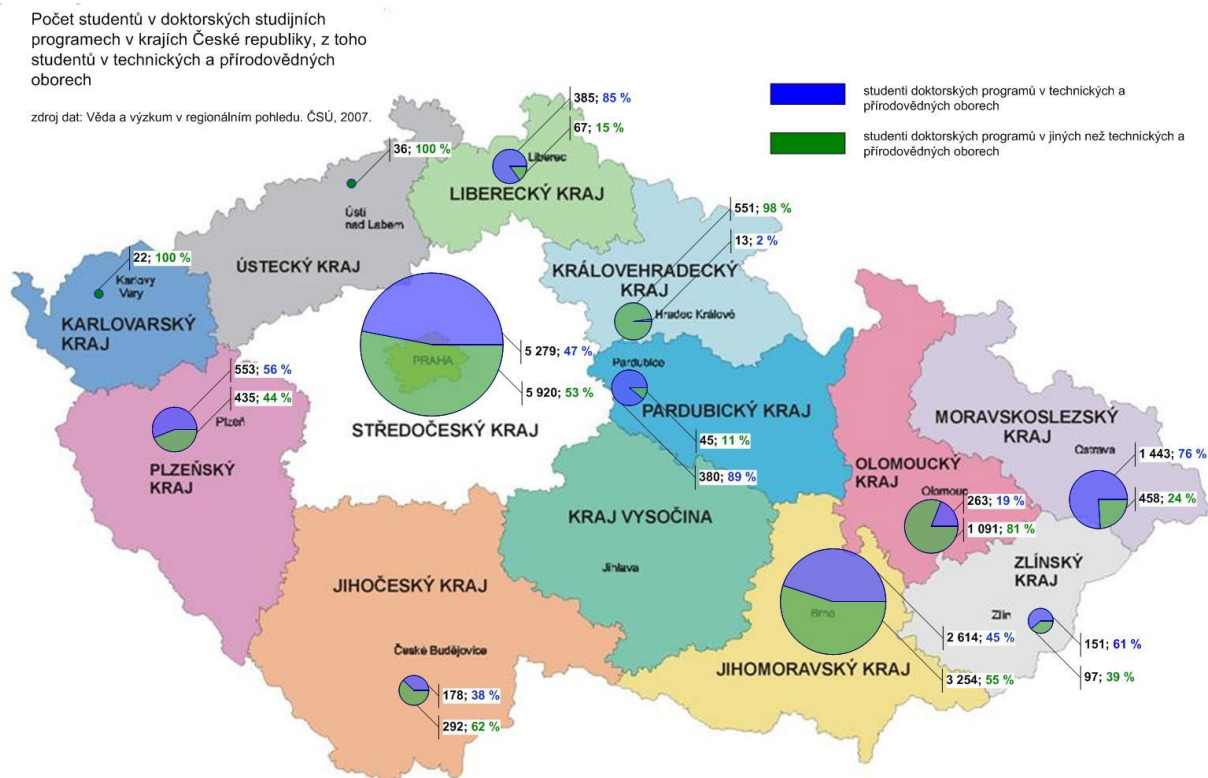 Počet studentů v doktorských studijních
programech v krajích České republiky, z toho
studentů v technických a přírodovědných
oborech
zdroj dat: Věda a výzkum v regionálním pohledu. ČSÚ, 2007.
studenti doktorských programů v technických a
přírodovědných oborech
studenti doktorských programů v jiných než technických a
přírodovědných oborech
385; 85 %
67; 15 %
Liberec
LIBERECKÝ KRAJ
36; 100 %
Ústí
nad Labem
ÚSTECKÝ KRAJ
22; 100 %
Karlovy
Vary
KARLOVARSKÝ
KRAJ
551; 98 %
13; 2 %
KRÁLOVEHRADECKÝ
KRAJ
Hradec Králové
5 279; 47 %
PRAHA
5 920; 53 %
STŘEDOČESKÝ KRAJ
553; 56 %
435; 44 %
Plzeň
PLZEŇSKÝ
KRAJ
Pardubice
PARDUBICKÝ KRAJ
45; 11 %
380; 89 %
MORAVSKOSLEZSKÝ
KRAJ
Ostrava
1 443; 76 %
458; 24 %
OLOMOUCKÝ
KRAJ
Olomouc
263; 19 %
1 091; 81 %
KRAJ VYSOČINA
Jihlava
ZLÍNSKÝ
KRAJ
Zlín
151; 61 %
97; 39 %
JIHOČESKÝ KRAJ
České Budějovice
178; 38 %
292; 62 %
Brno
2 614; 45 %
JIHOMORAVSKÝ KRAJ
3 254; 55 %